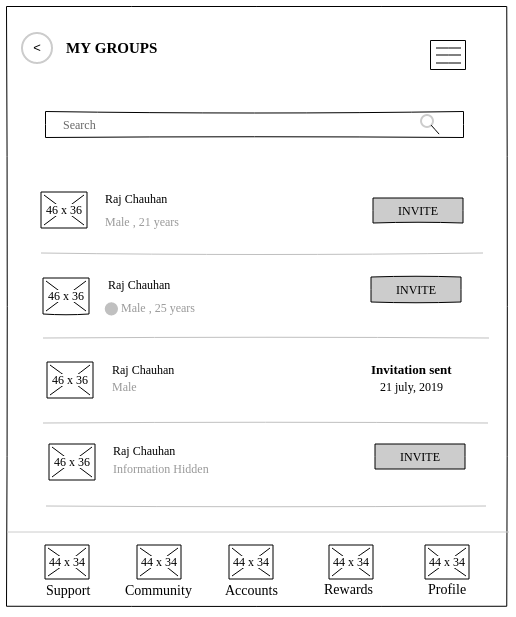 < MY GROUPS
Search
46 x 36
Raj Chauhan
Male , 21 years
INVITE
46 x 36
Raj Chauhan
Male , 25 years
INVITE
46 x 36
Raj Chauhan
Male
Invitation sent
21 july, 2019
46 x 36
Raj Chauhan
Information Hidden
INVITE
44 x 34 44 x 34 44 x 34 44 x 34 44 x 34
Support Community Accounts Rewards Profile